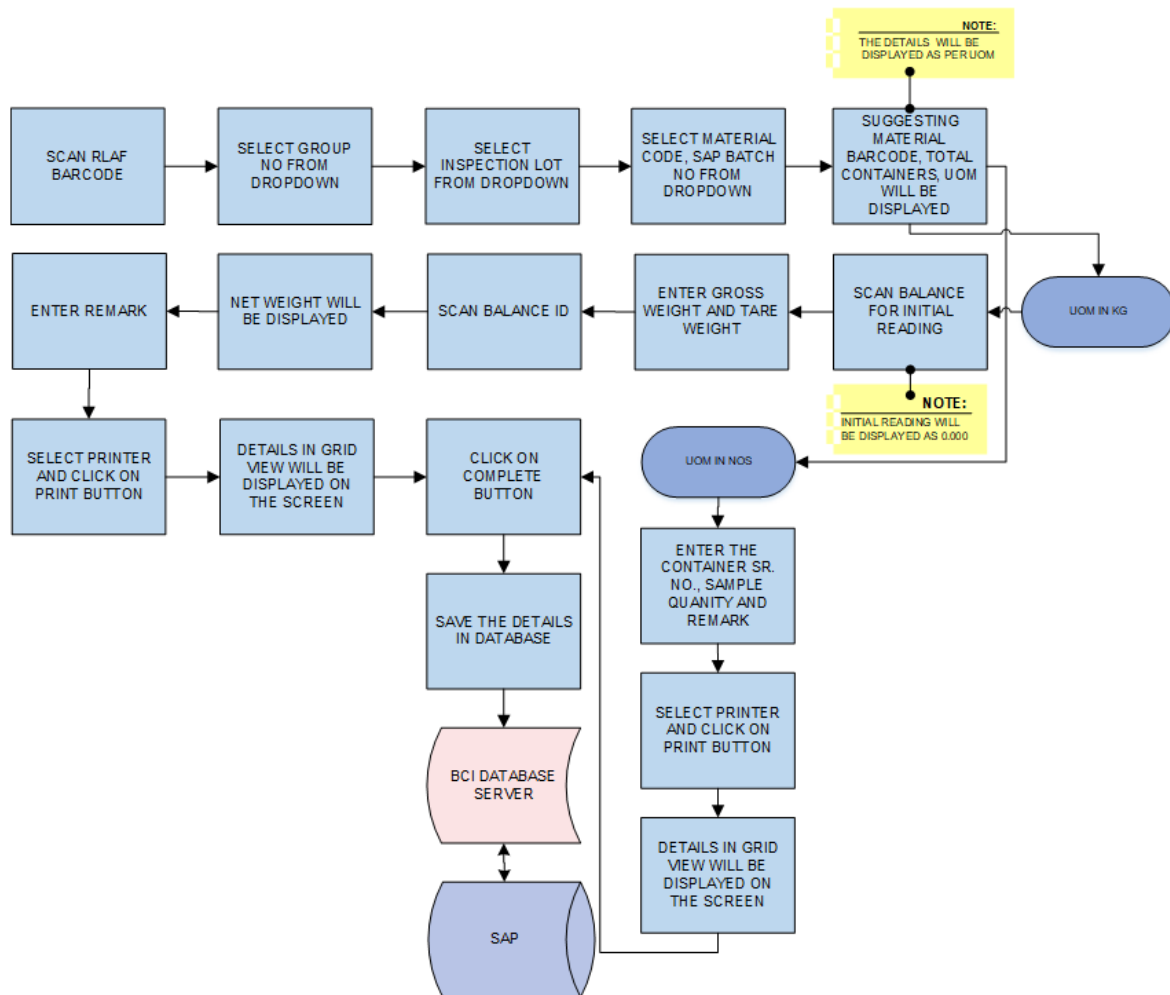 NOTE:
THE DETAILS WILL BE
DISPLAYED AS PER UOM
SCAN RLAF
BARCODE
SELECT GROUP
NO FROM
DROPDOWN
SELECT
INSPECTION LOT
FROM DROPDOWN
SELECT MATERIAL
CODE, SAP BATCH
NO FROM
DROPDOWN
SUGGESTING
MATERIAL
BARCODE, TOTAL
CONTAINERS, UOM
WILL BE
DISPLAYED
ENTER REMARK
NET WEIGHT WILL
BE DISPLAYED
SCAN BALANCE ID
ENTER GROSS
WEIGHT AND TARE
WEIGHT
SCAN BALANCE
FOR INITIAL
READING
UOM IN KG
NOTE:
INITIAL READING WILL
BE DISPLAYED AS 0.000
SELECT PRINTER
AND CLICK ON
PRINT BUTTON
DETAILS IN GRID
VIEW WILL BE
DISPLAYED ON
THE SCREEN
CLICK ON
COMPLETE
BUTTON
UOM IN NOS
ENTER THE
CONTAINER SR.
NO., SAMPLE
QUANITY AND
REMARK
SAVE THE DETAILS
IN DATABASE
SELECT PRINTER
AND CLICK ON
PRINT BUTTON
BCI DATABASE
SERVER
DETAILS IN GRID
VIEW WILL BE
DISPLAYED ON
THE SCREEN
SAP